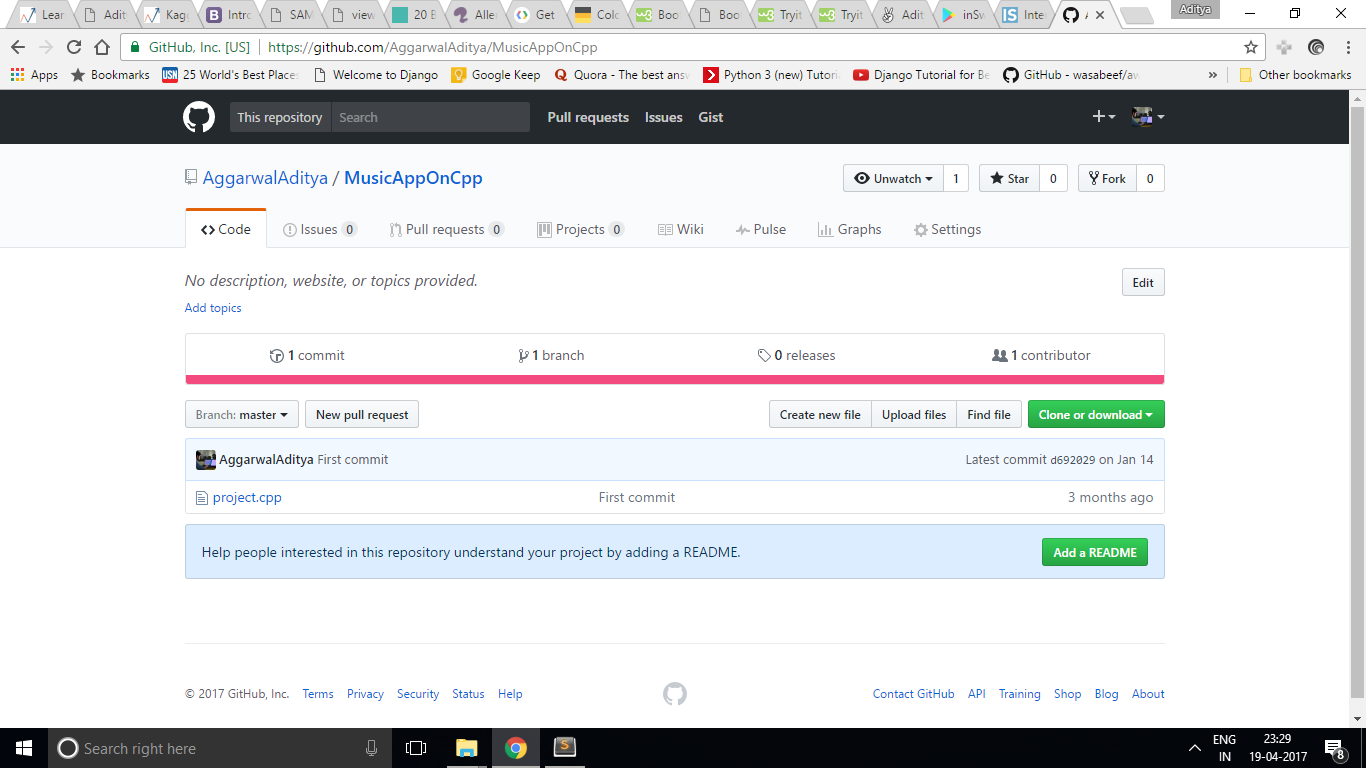 Lear Adit Kagg Intro SAM view 20 B Alle Get Colo Boo Boo Tryit Tryit Adit inSw Inte A Aditya
GitHub, Inc. [US] https://github.com/AggarwalAditya/MusicAppOnCpp
Apps Bookmarks USN 25 World's Best Places Welcome to Django Google Keep Quora - The best answ Python 3 (new) Tutori Django Tutorial for Be GitHub - wasabeef/aw » Other bookmarks
This repository Search Pull requests Issues Gist
AggarwalAditya / MusicAppOnCpp Unwatch 1 Star 0 Fork 0
Code Issues 0 Pull requests 0 Projects 0 Wiki Pulse Graphs Settings
No description, website, or topics provided. Edit
Add topics
1 commit 1 branch 0 releases 1 contributor
Branch: master New pull request Create new file Upload files Find file Clone or download
AggarwalAditya First commit Latest commit d692029 on Jan 14
project.cpp First commit 3 months ago
Help people interested in this repository understand your project by adding a README. Add a README
© 2017 GitHub, Inc. Terms Privacy Security Status Help Contact GitHub API Training Shop Blog About
Search right here ENG 23:29
IN 19-04-2017 8